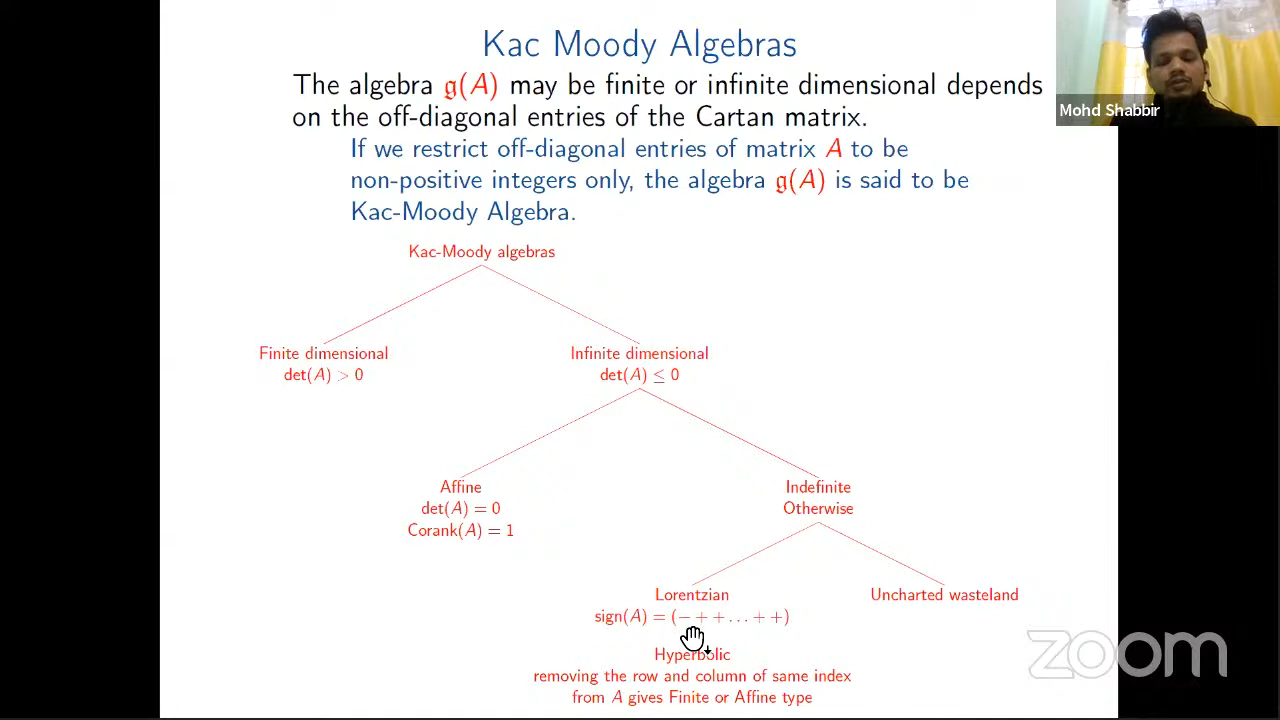 Kac Moody Algebras
The algebra 𝔤(A) may be finite or infinite dimensional depends
on the off-diagonal entries of the Cartan matrix.
If we restrict off-diagonal entries of matrix A to be
non-positive integers only, the algebra 𝔤(A) is said to be
Kac-Moody Algebra.
Mohd Shabbir
Kac-Moody algebras
Finite dimensional
det(A) > 0
Infinite dimensional
det(A) ≤ 0
Affine
det(A) = 0
Corank(A) = 1
Indefinite
Otherwise
Lorentzian
sign(A) = (− + + … + +)
Uncharted wasteland
Hyperbolic
removing the row and column of same index
from A gives Finite or Affine type
zoom